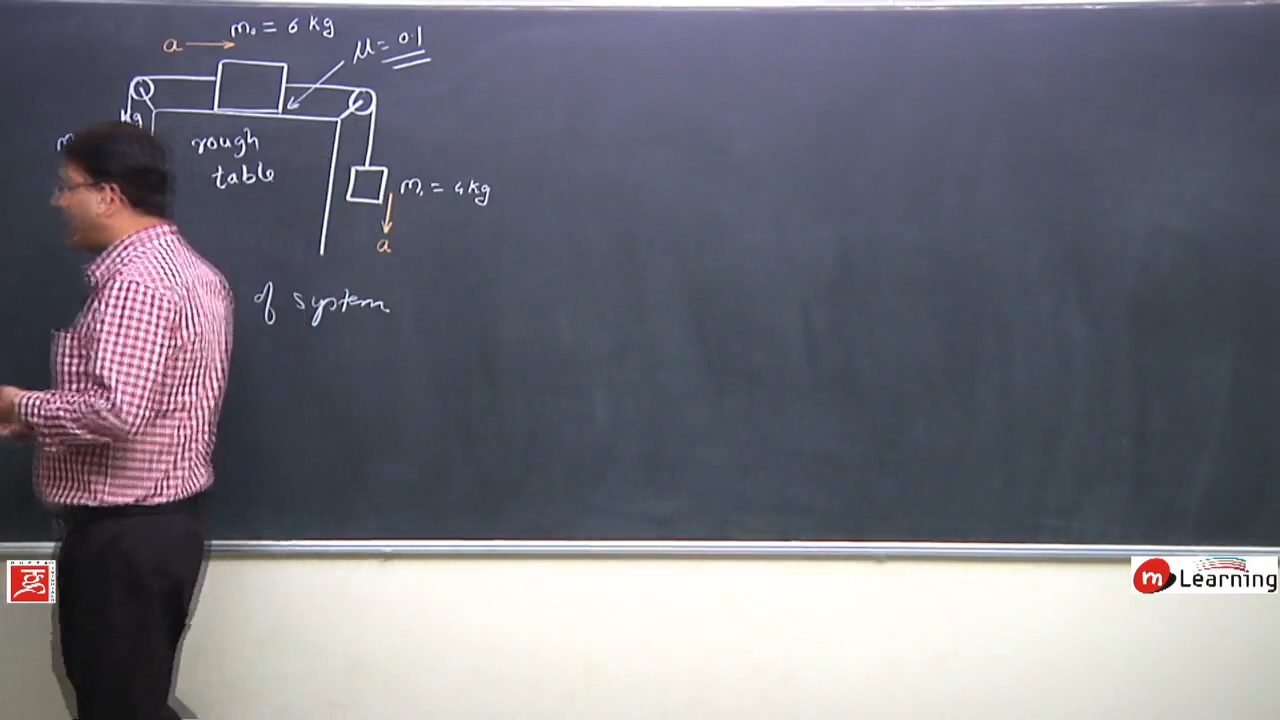 m₀ = 6 kg
a
μ = 0.1
kg
m
rough
table
m₁ = 4 kg
a
of system
m Learning